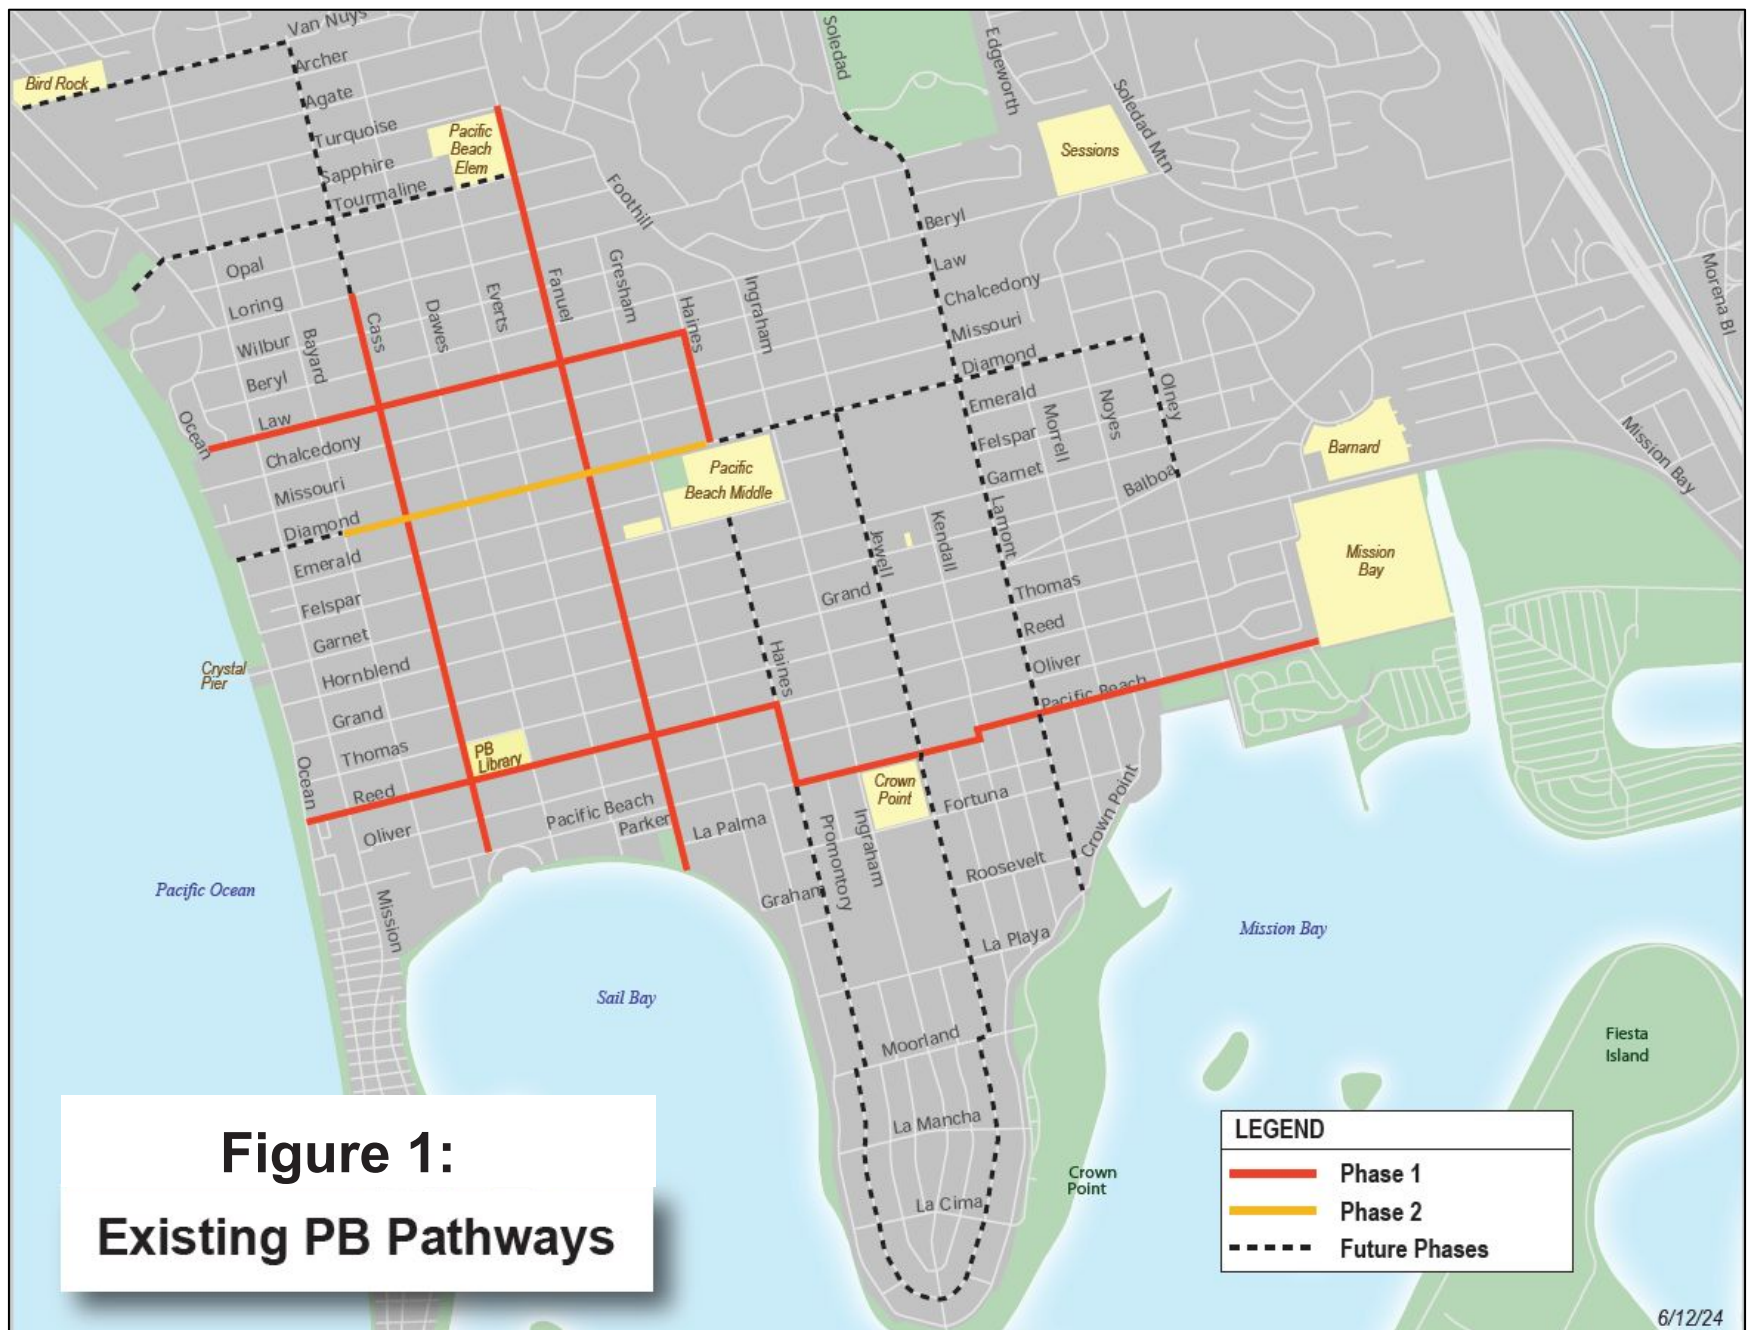 Van Nuys
Archer
Agate
Turquoise
Sapphire
Tourmaline
Bird Rock
Pacific
Beach
Elem
Soledad
Edgeworth
Soledad Mtn
Sessions
Foothill
Beryl
Law
Chalcedony
Missouri
Diamond
Emerald
Felspar
Garnet
Balboa
Morrell
Noyes
Olney
Morena Bl
Mission Bay
Barnard
Mission
Bay
Opal
Loring
Wilbur
Beryl
Law
Chalcedony
Missouri
Diamond
Emerald
Felspar
Garnet
Hornblend
Grand
Thomas
Reed
Oliver
Ocean
Bayard
Cass
Dawes
Everts
Fanuel
Gresham
Haines
Ingraham
Pacific
Beach Middle
Jewell
Kendall
Lamont
Grand
Haines
Thomas
Reed
Oliver
Pacific Beach
Crystal
Pier
PB
Library
Ocean
Mission
Pacific Beach
Parker
La Palma
Graham
Promontory
Ingraham
Crown
Point
Fortuna
Roosevelt
Crown Point
La Playa
Moorland
La Mancha
La Cima
Pacific Ocean
Sail Bay
Mission Bay
Fiesta
Island
Crown
Point
Figure 1:
Existing PB Pathways
LEGEND
Phase 1
Phase 2
Future Phases
6/12/24